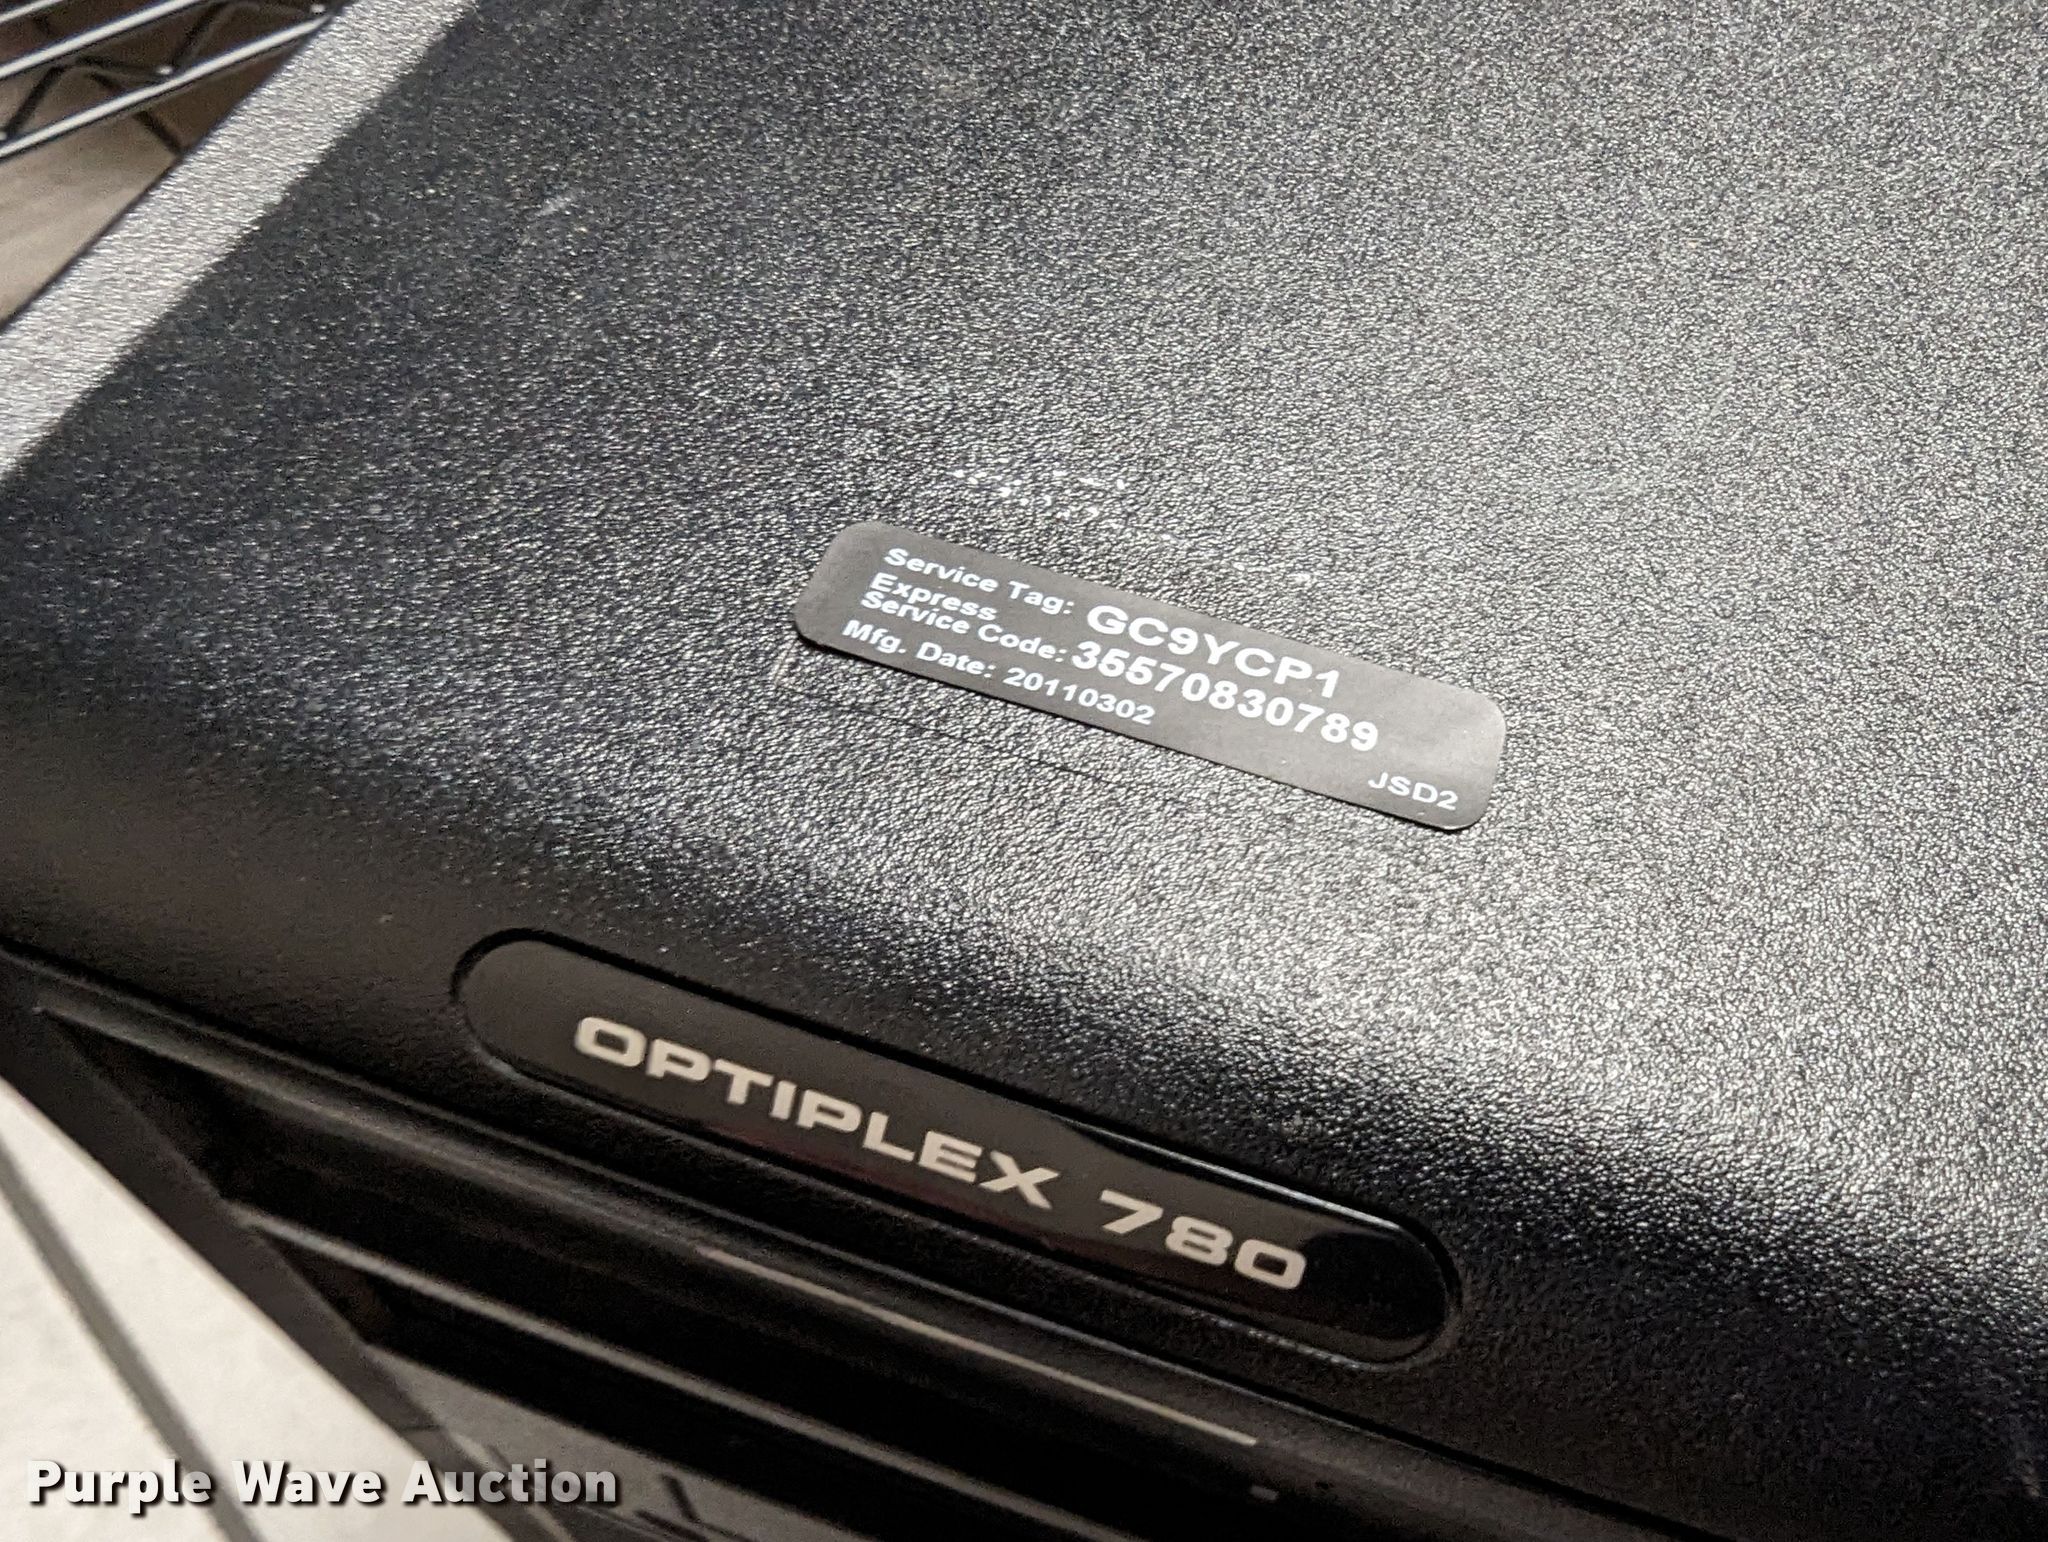 Service Tag: GC9YCP1
Express
Service Code: 35570830789
Mfg. Date: 20110302
JSD2
OPTIPLEX 780
Purple Wave Auction